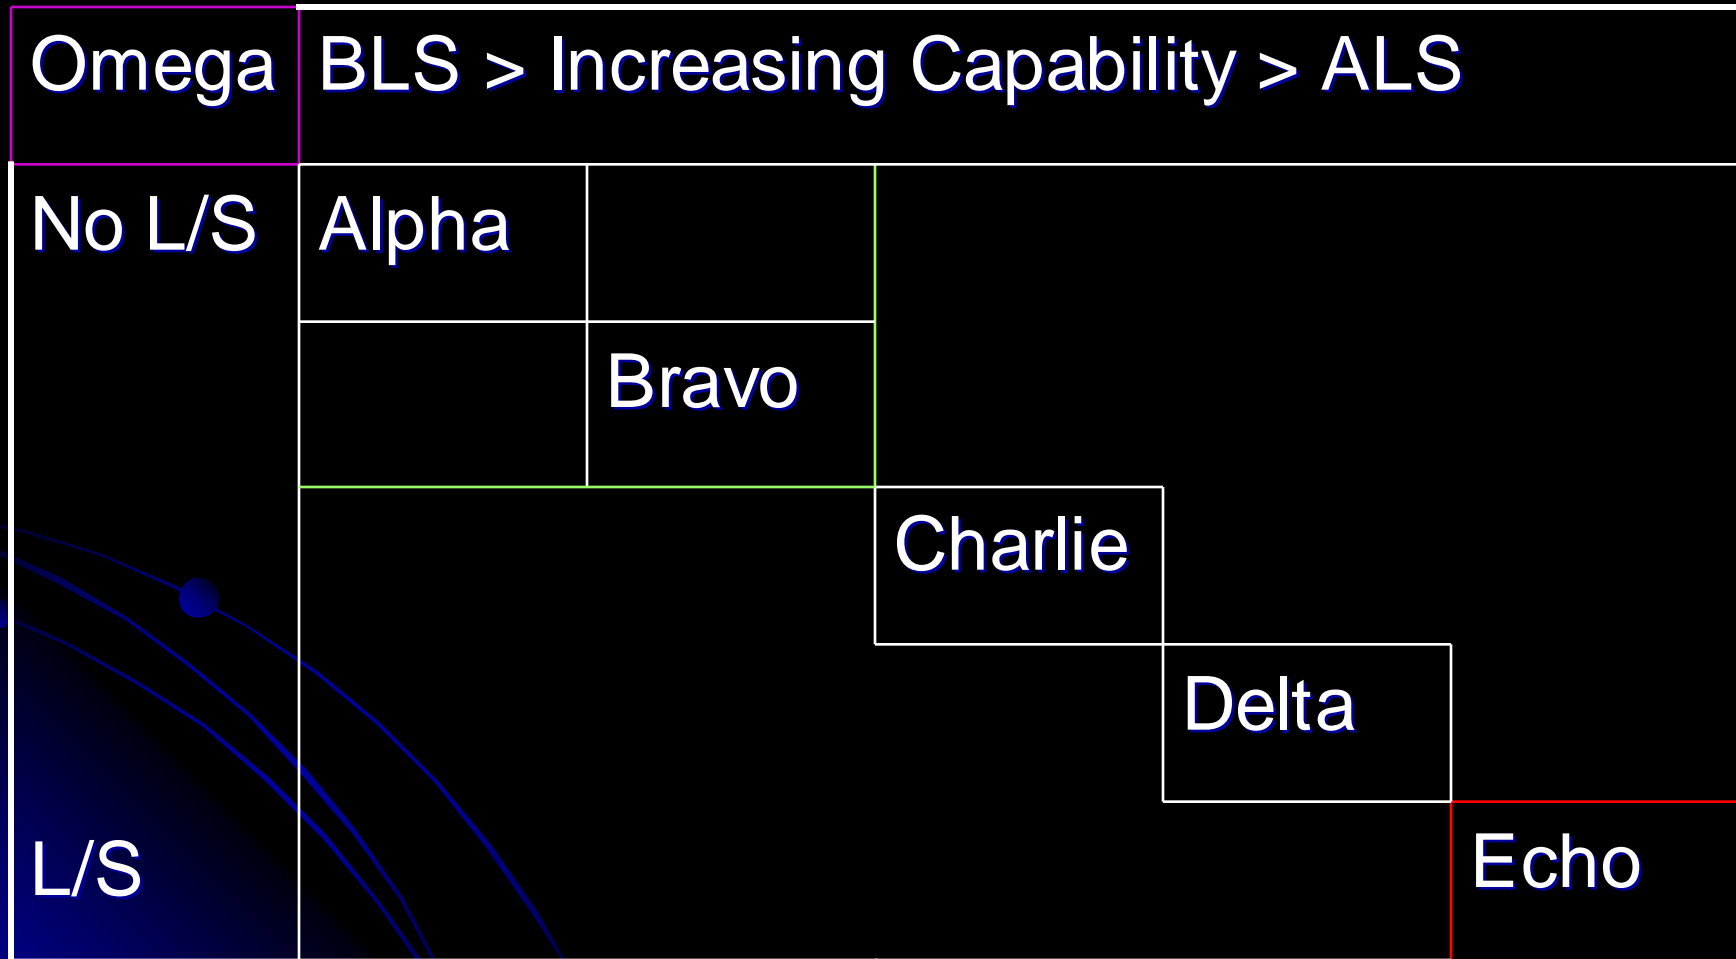 Omega BLS > Increasing Capability > ALS
No L/S Alpha
Bravo
Charlie
Delta
L/S Echo